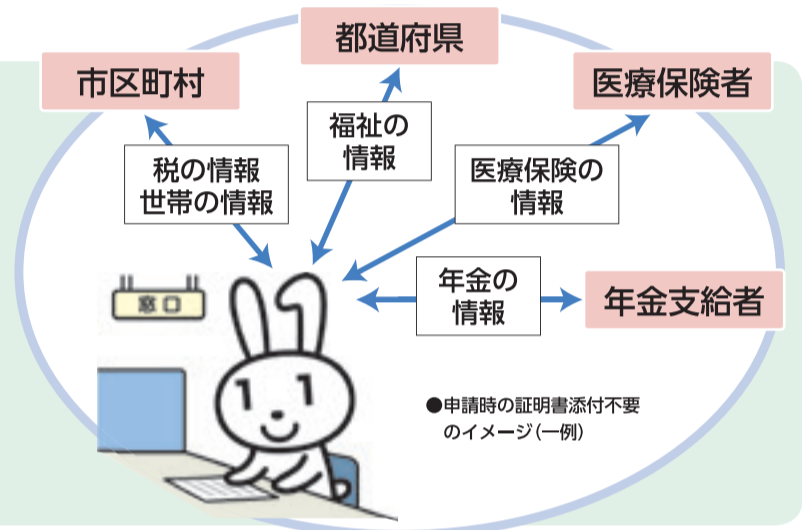 都道府県
市区町村
医療保険者
福祉の
情報
税の情報
世帯の情報
医療保険の
情報
年金の
情報
年金支給者
窓口
1 1
●申請時の証明書添付不要
のイメージ(一例)